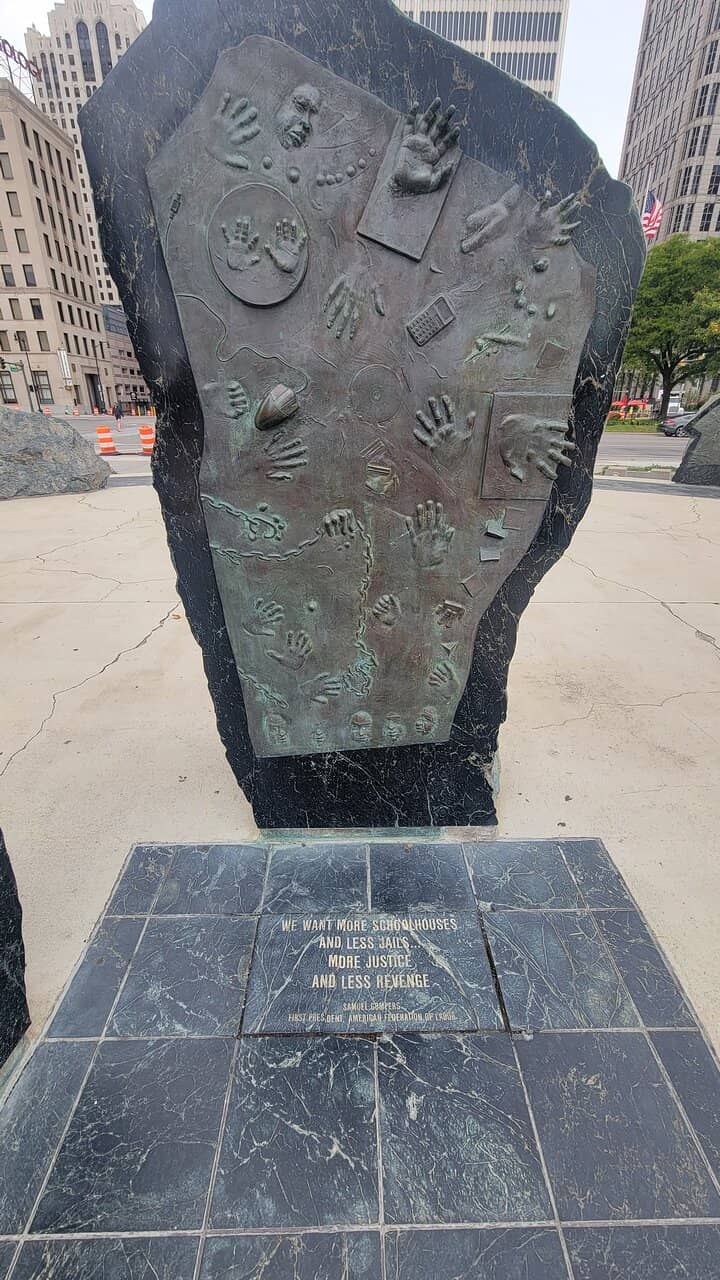 OLOGY
WE WANT MORE SCHOOLHOUSES
AND LESS JAILS...
MORE JUSTICE
AND LESS REVENGE
SAMUEL GOMPERS
FIRST PRESIDENT, AMERICAN FEDERATION OF LABOR